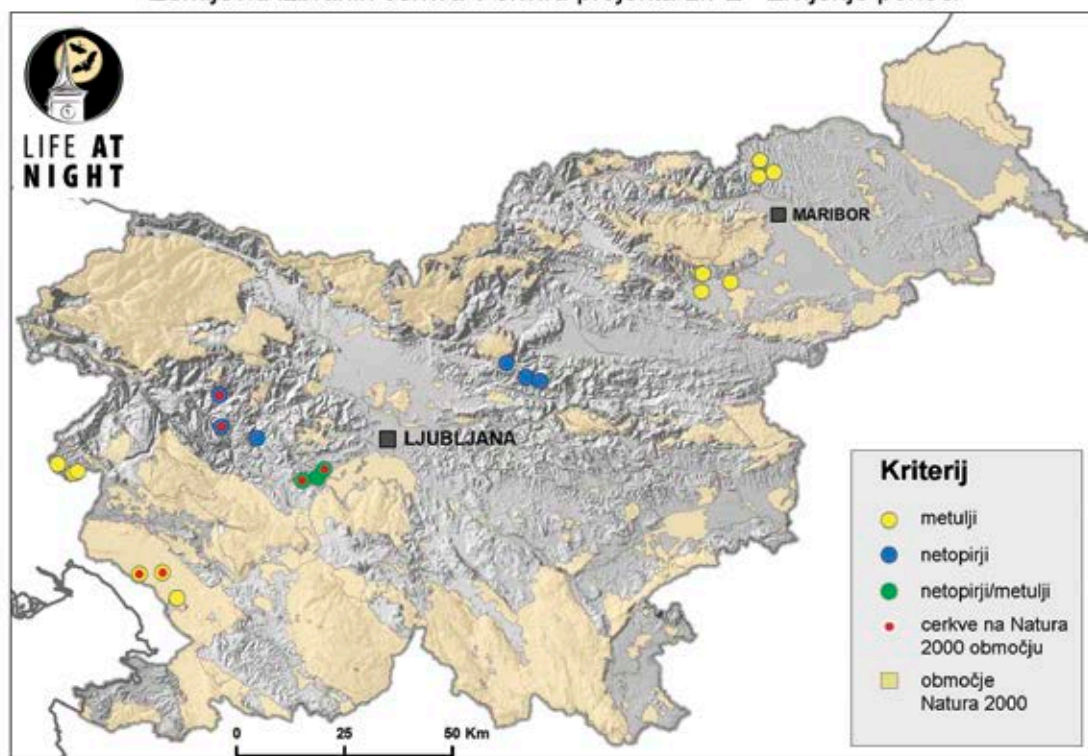 LIFE AT
NIGHT
MARIBOR
LJUBLJANA
Kriterij
metulji
netopirji
netopirji/metulji
cerkve na Natura
2000 območju
območje
Natura 2000
0 25 50 Km